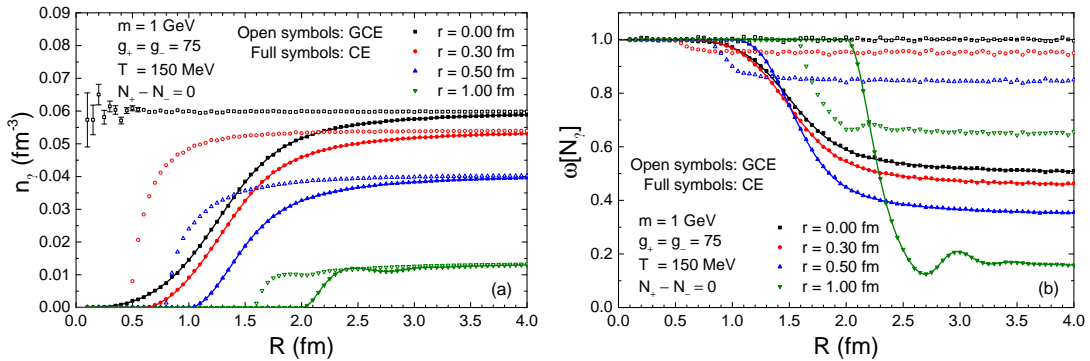 m = 1 GeV
g₊ = g₋ = 75
T = 150 MeV
N₊ − N₋ = 0
Open symbols: GCE
Full symbols: CE
r = 0.00 fm
r = 0.30 fm
r = 0.50 fm
r = 1.00 fm
0.09
0.08
0.07
0.06
0.05
0.04
0.03
0.02
0.01
0.00
n_? (fm⁻³)
(a)
0.0 0.5 1.0 1.5 2.0 2.5 3.0 3.5 4.0
R (fm)
1.0
0.8
0.6
0.4
0.2
0.0
ω[N_?]
Open symbols: GCE
Full symbols: CE
m = 1 GeV
g₊ = g₋ = 75
T = 150 MeV
N₊ − N₋ = 0
r = 0.00 fm
r = 0.30 fm
r = 0.50 fm
r = 1.00 fm
(b)
0.0 0.5 1.0 1.5 2.0 2.5 3.0 3.5 4.0
R (fm)